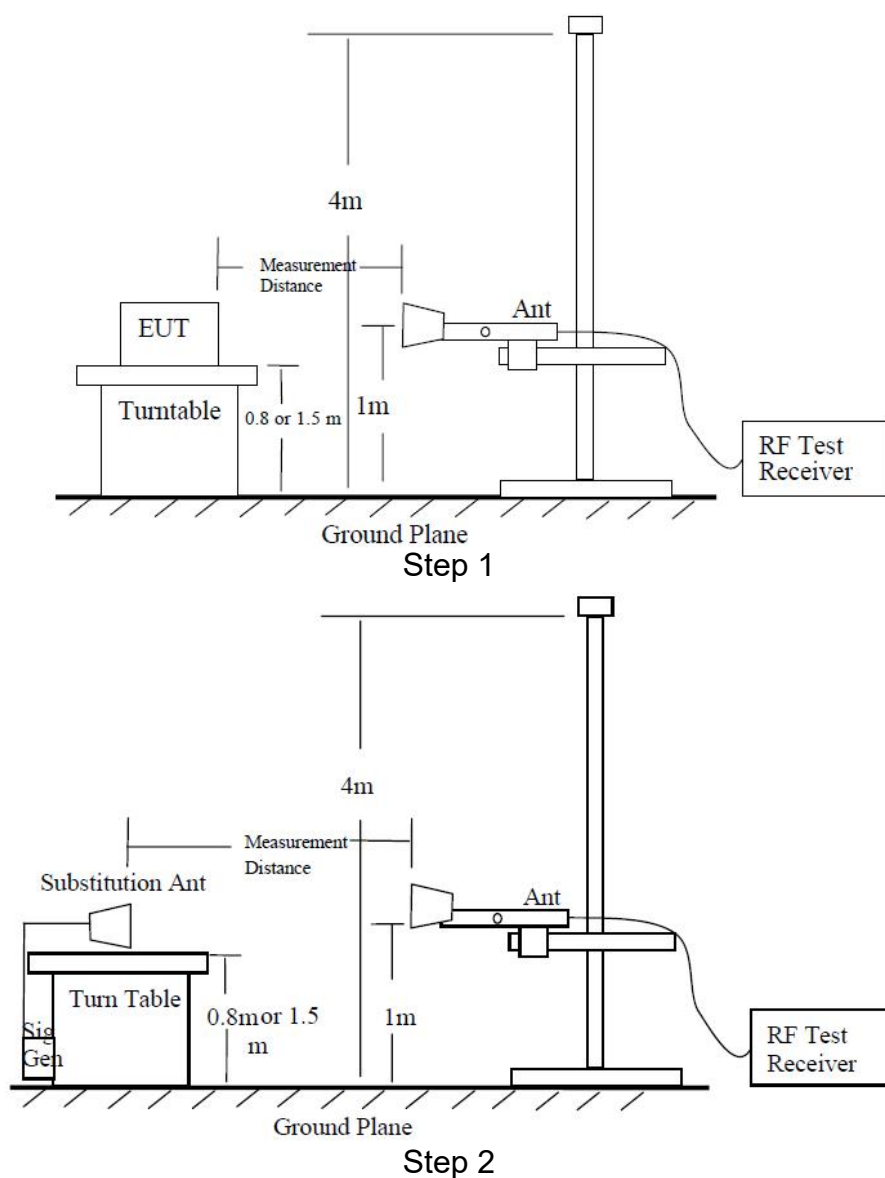 4m
Measurement
Distance
EUT
Ant
Turntable
0.8 or 1.5 m
1m
RF Test
Receiver
Ground Plane
Step 1
4m
Measurement
Distance
Substitution Ant
Ant
Turn Table
0.8m or 1.5
m
1m
Sig
Gen
RF Test
Receiver
Ground Plane
Step 2